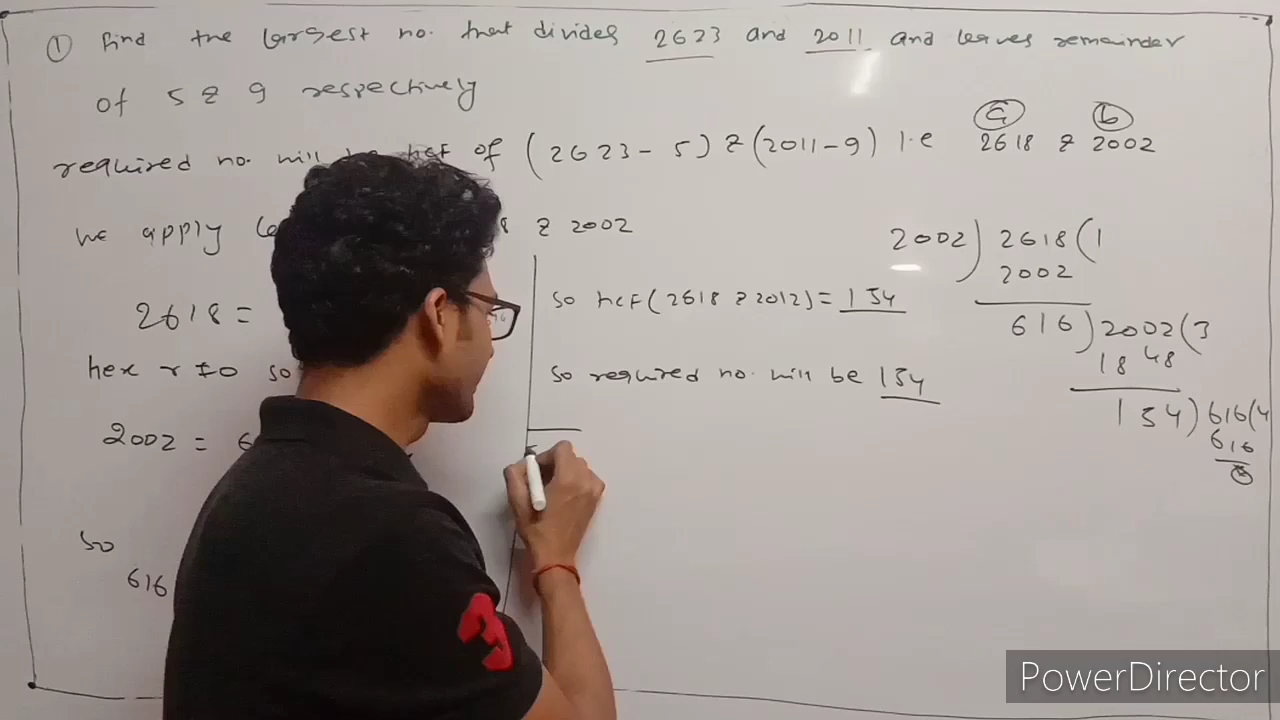 ① find the largest no. that divides 2623 and 2011 and leaves remainder
of 5 & 9 respectively
required no. will be hcf of (2623-5) & (2011-9) i.e 2618 & 2002
a b
we apply & 2002
2618 =
her r ≠ 0 so
2002 = 6
so
616
so hcf(2618 & 2012) = 154
so required no. will be 154
2002) 2618 (1
2002
616) 2002 (3
1848
154) 616 (4
616
0
3
PowerDirector